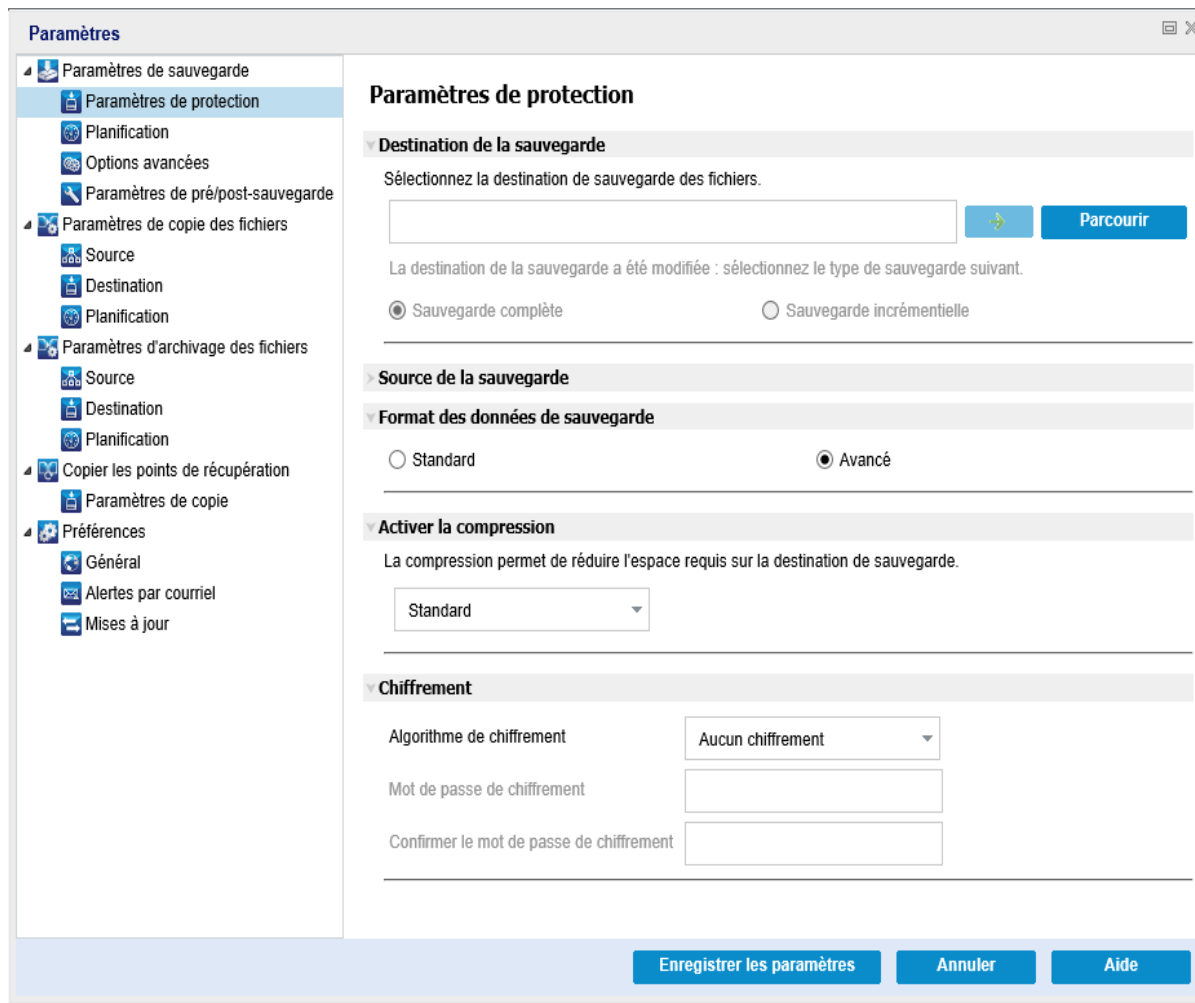 Paramètres
Paramètres de sauvegarde
Paramètres de protection
Planification
Options avancées
Paramètres de pré/post-sauvegarde
Paramètres de copie des fichiers
Source
Destination
Planification
Paramètres d'archivage des fichiers
Source
Destination
Planification
Copier les points de récupération
Paramètres de copie
Préférences
Général
Alertes par courriel
Mises à jour
Paramètres de protection
Destination de la sauvegarde
Sélectionnez la destination de sauvegarde des fichiers.
Parcourir
La destination de la sauvegarde a été modifiée : sélectionnez le type de sauvegarde suivant.
Sauvegarde complète Sauvegarde incrémentielle
Source de la sauvegarde
Format des données de sauvegarde
Standard Avancé
Activer la compression
La compression permet de réduire l'espace requis sur la destination de sauvegarde.
Standard
Chiffrement
Algorithme de chiffrement Aucun chiffrement
Mot de passe de chiffrement
Confirmer le mot de passe de chiffrement
Enregistrer les paramètres Annuler Aide